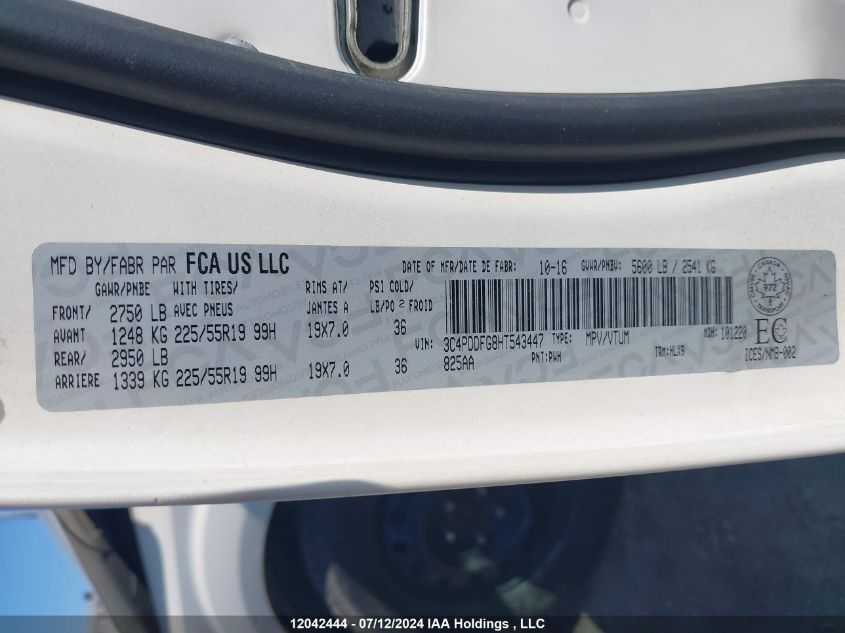 MFD BY/FABR PAR FCA US LLC DATE OF MFR/DATE DE FABR: 10-16 GVWR/PNBV: 5600 LB / 2541 KG
GAWR/PNBE WITH TIRES/ RIMS AT/ PSI COLD/
FRONT/ 2750 LB AVEC PNEUS JANTES A LB/PO 2 FROID
AVANT 1248 KG 225/55R19 99H 19X7.0 36
REAR/ 2950 LB
ARRIERE 1339 KG 225/55R19 99H 19X7.0 36
VIN: 3C4PDDFG8HT543447 TYPE: MPV/VTUM MDH: 101220
825AA PNT:PWH TRM:HLX9
CANADA
972
TRANSPORT
EC
ICES/NMB-002
12042444 - 07/12/2024 IAA Holdings , LLC